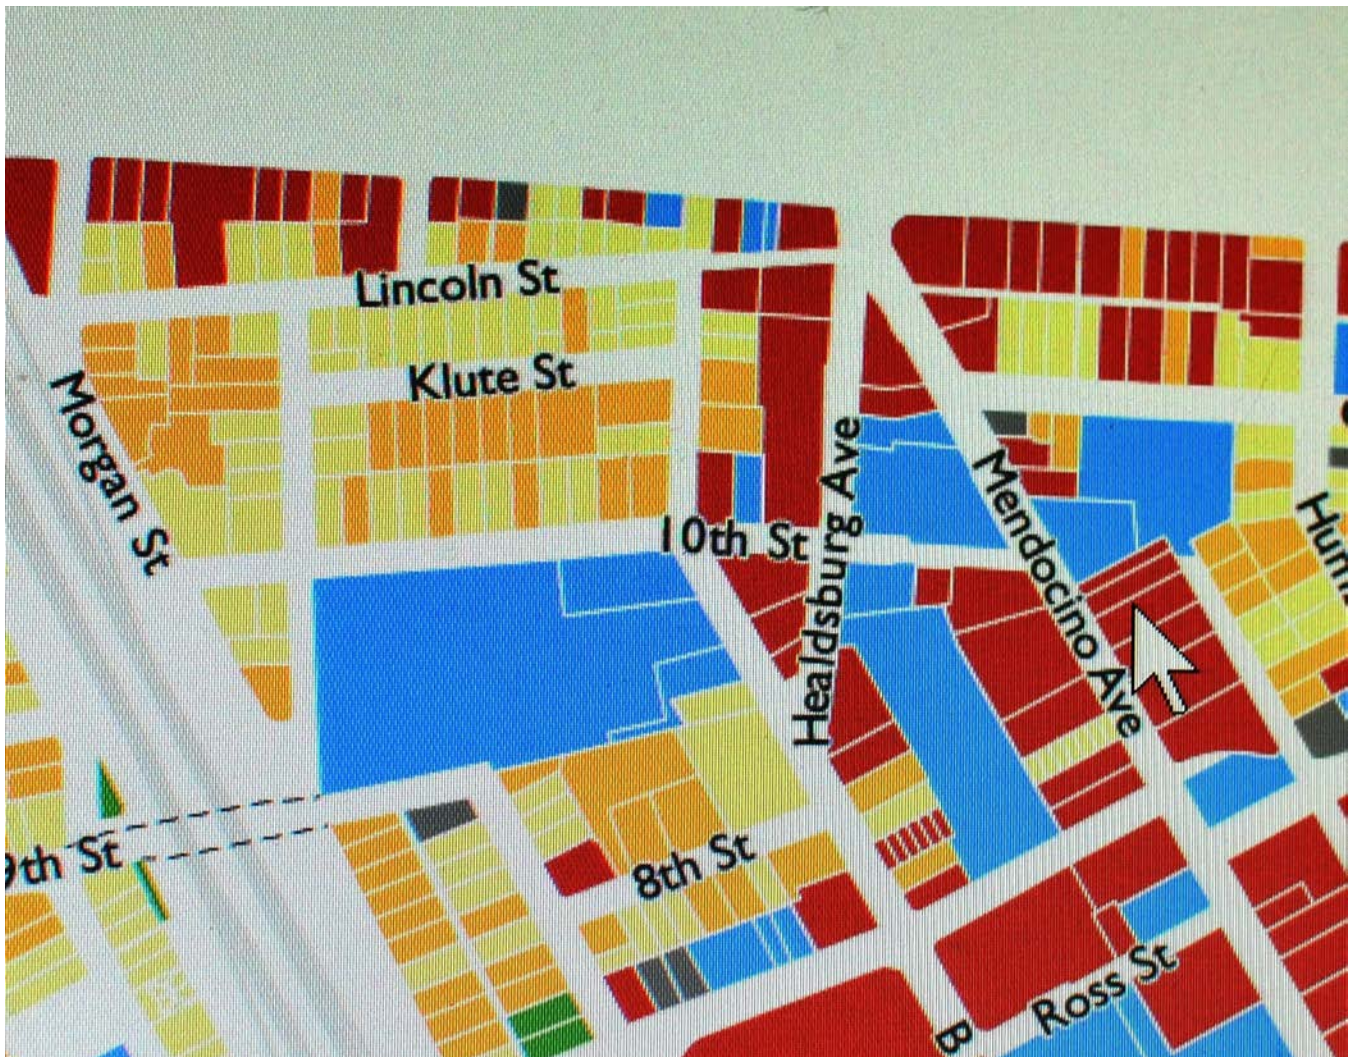 Lincoln St
Klute St
Morgan St
10th St
Healdsburg Ave
Mendocino Ave
9th St
8th St
Ross St
B